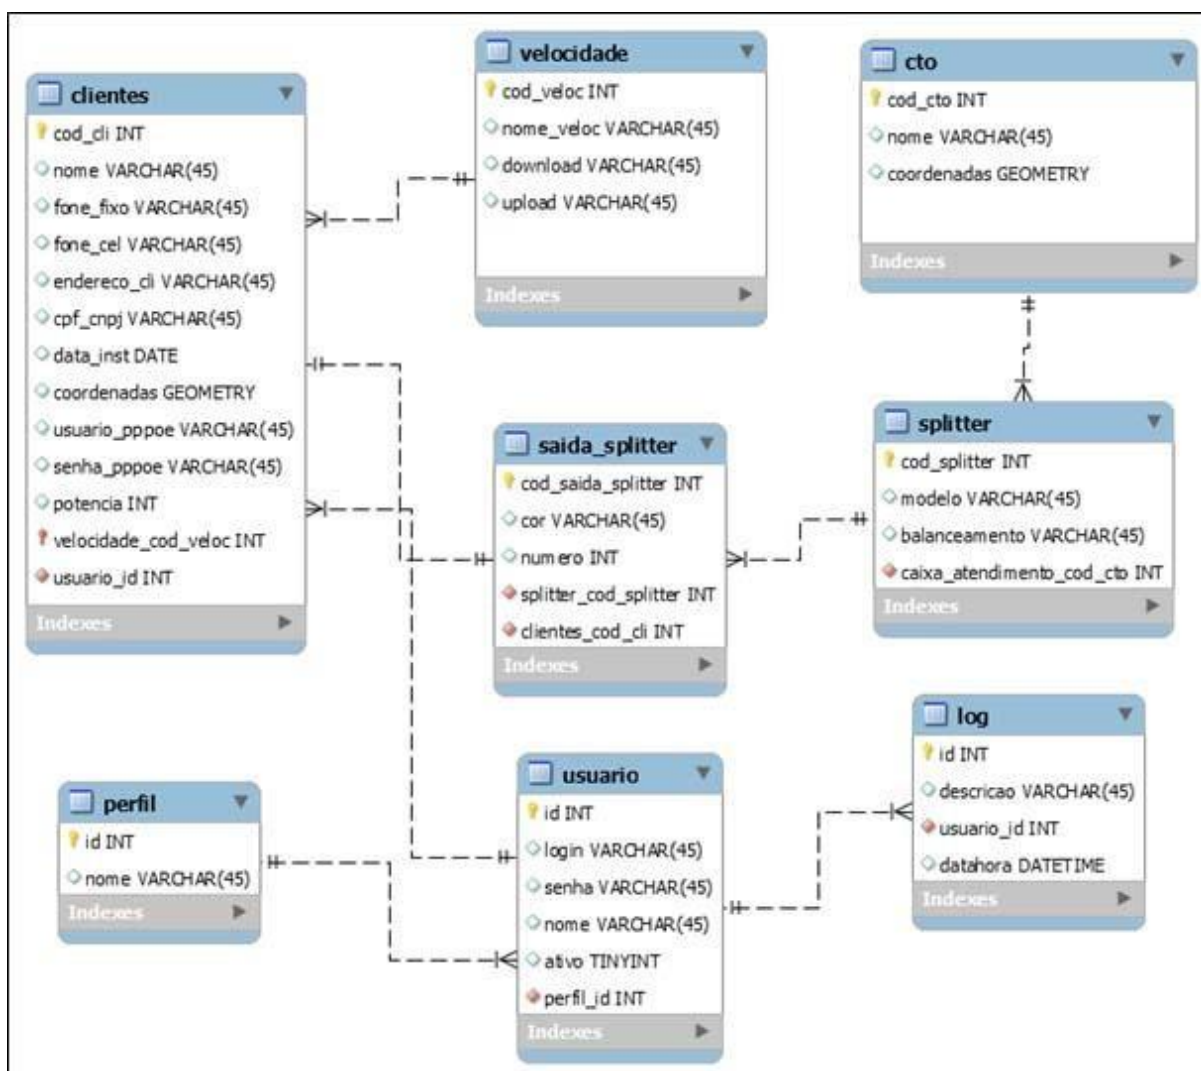 clientes
cod_cli INT
nome VARCHAR(45)
fone_fixo VARCHAR(45)
fone_cel VARCHAR(45)
endereco_cli VARCHAR(45)
cpf_cnpj VARCHAR(45)
data_inst DATE
coordenadas GEOMETRY
usuario_pppoe VARCHAR(45)
senha_pppoe VARCHAR(45)
potencia INT
velocidade_cod_veloc INT
usuario_id INT
Indexes
velocidade
cod_veloc INT
nome_veloc VARCHAR(45)
download VARCHAR(45)
upload VARCHAR(45)
Indexes
cto
cod_cto INT
nome VARCHAR(45)
coordenadas GEOMETRY
Indexes
saida_splitter
cod_saida_splitter INT
cor VARCHAR(45)
numero INT
splitter_cod_splitter INT
clientes_cod_cli INT
Indexes
splitter
cod_splitter INT
modelo VARCHAR(45)
balanceamento VARCHAR(45)
caixa_atendimento_cod_cto INT
Indexes
perfil
id INT
nome VARCHAR(45)
Indexes
usuario
id INT
login VARCHAR(45)
senha VARCHAR(45)
nome VARCHAR(45)
ativo TINYINT
perfil_id INT
Indexes
log
id INT
descricao VARCHAR(45)
usuario_id INT
datahora DATETIME
Indexes